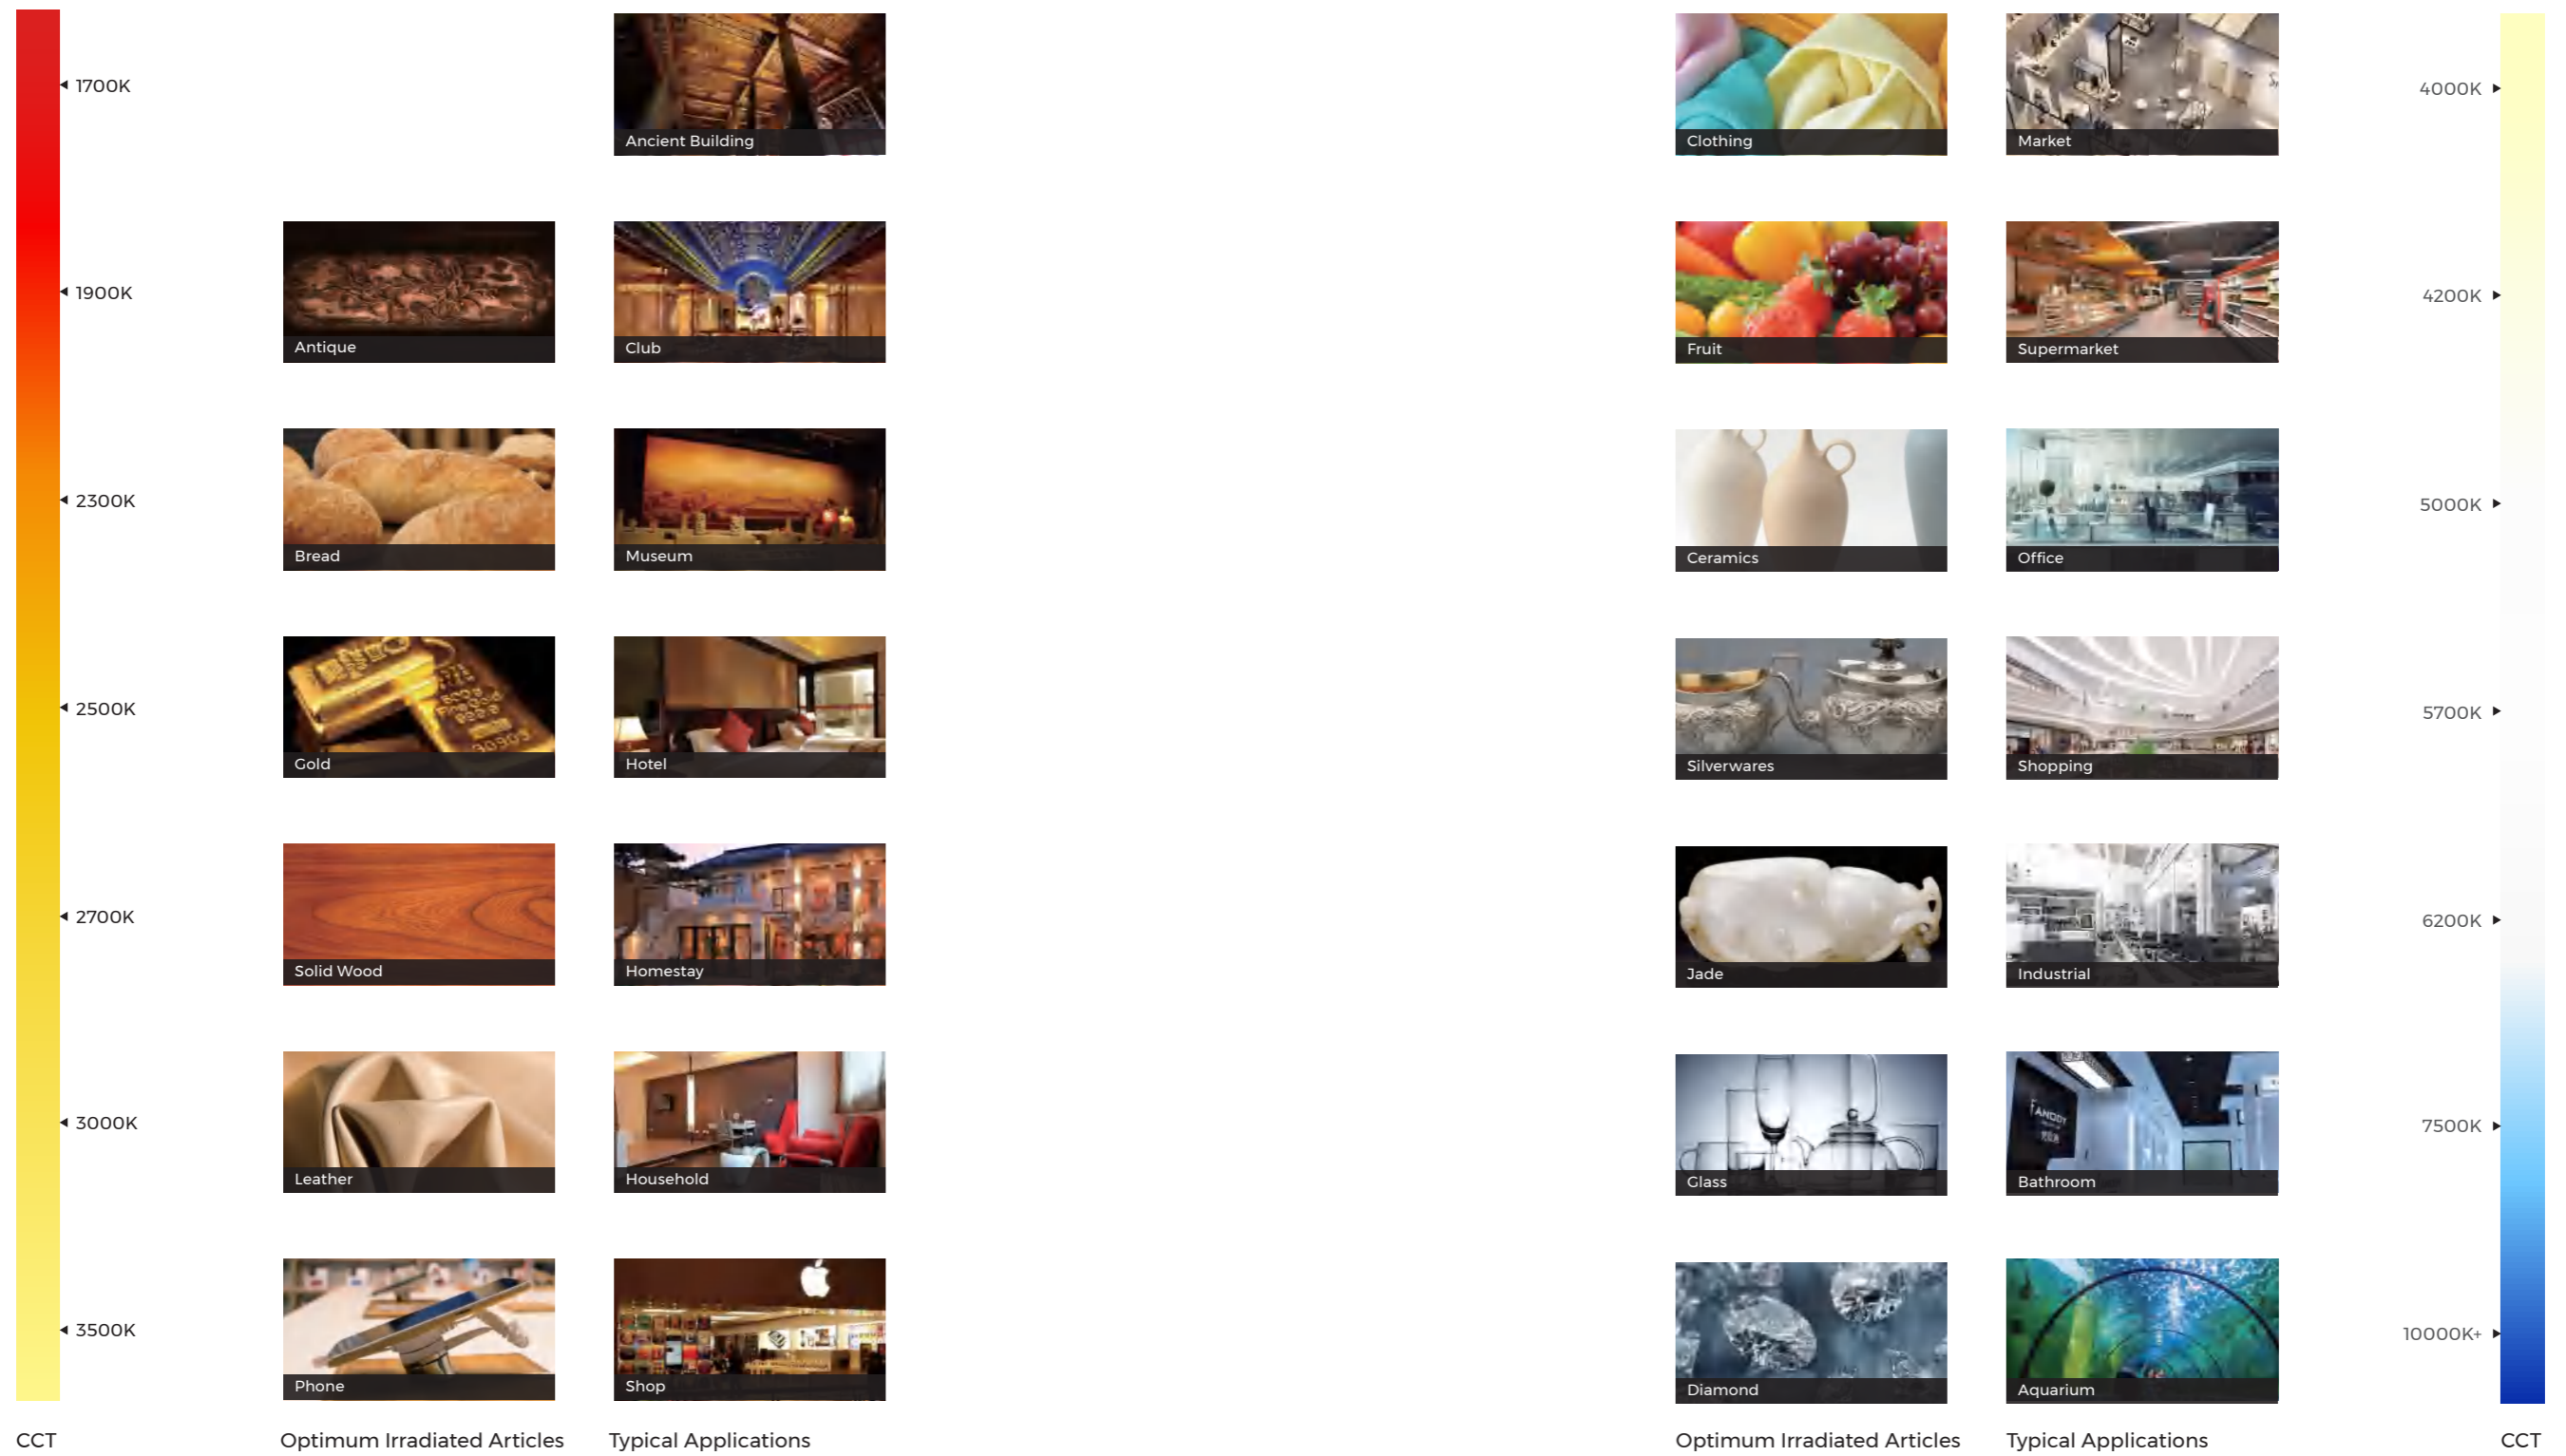 1700K
Ancient Building
1900K
Antique
Club
2300K
Bread
Museum
2500K
Gold
Hotel
2700K
Solid Wood
Homestay
3000K
Leather
Household
3500K
Phone
Shop
CCT
Optimum Irradiated Articles
Typical Applications
Clothing
Market
4000K
Fruit
Supermarket
4200K
Ceramics
Office
5000K
Silverwares
Shopping
5700K
Jade
Industrial
6200K
Glass
Bathroom
7500K
Diamond
Aquarium
10000K+
Optimum Irradiated Articles
Typical Applications
CCT